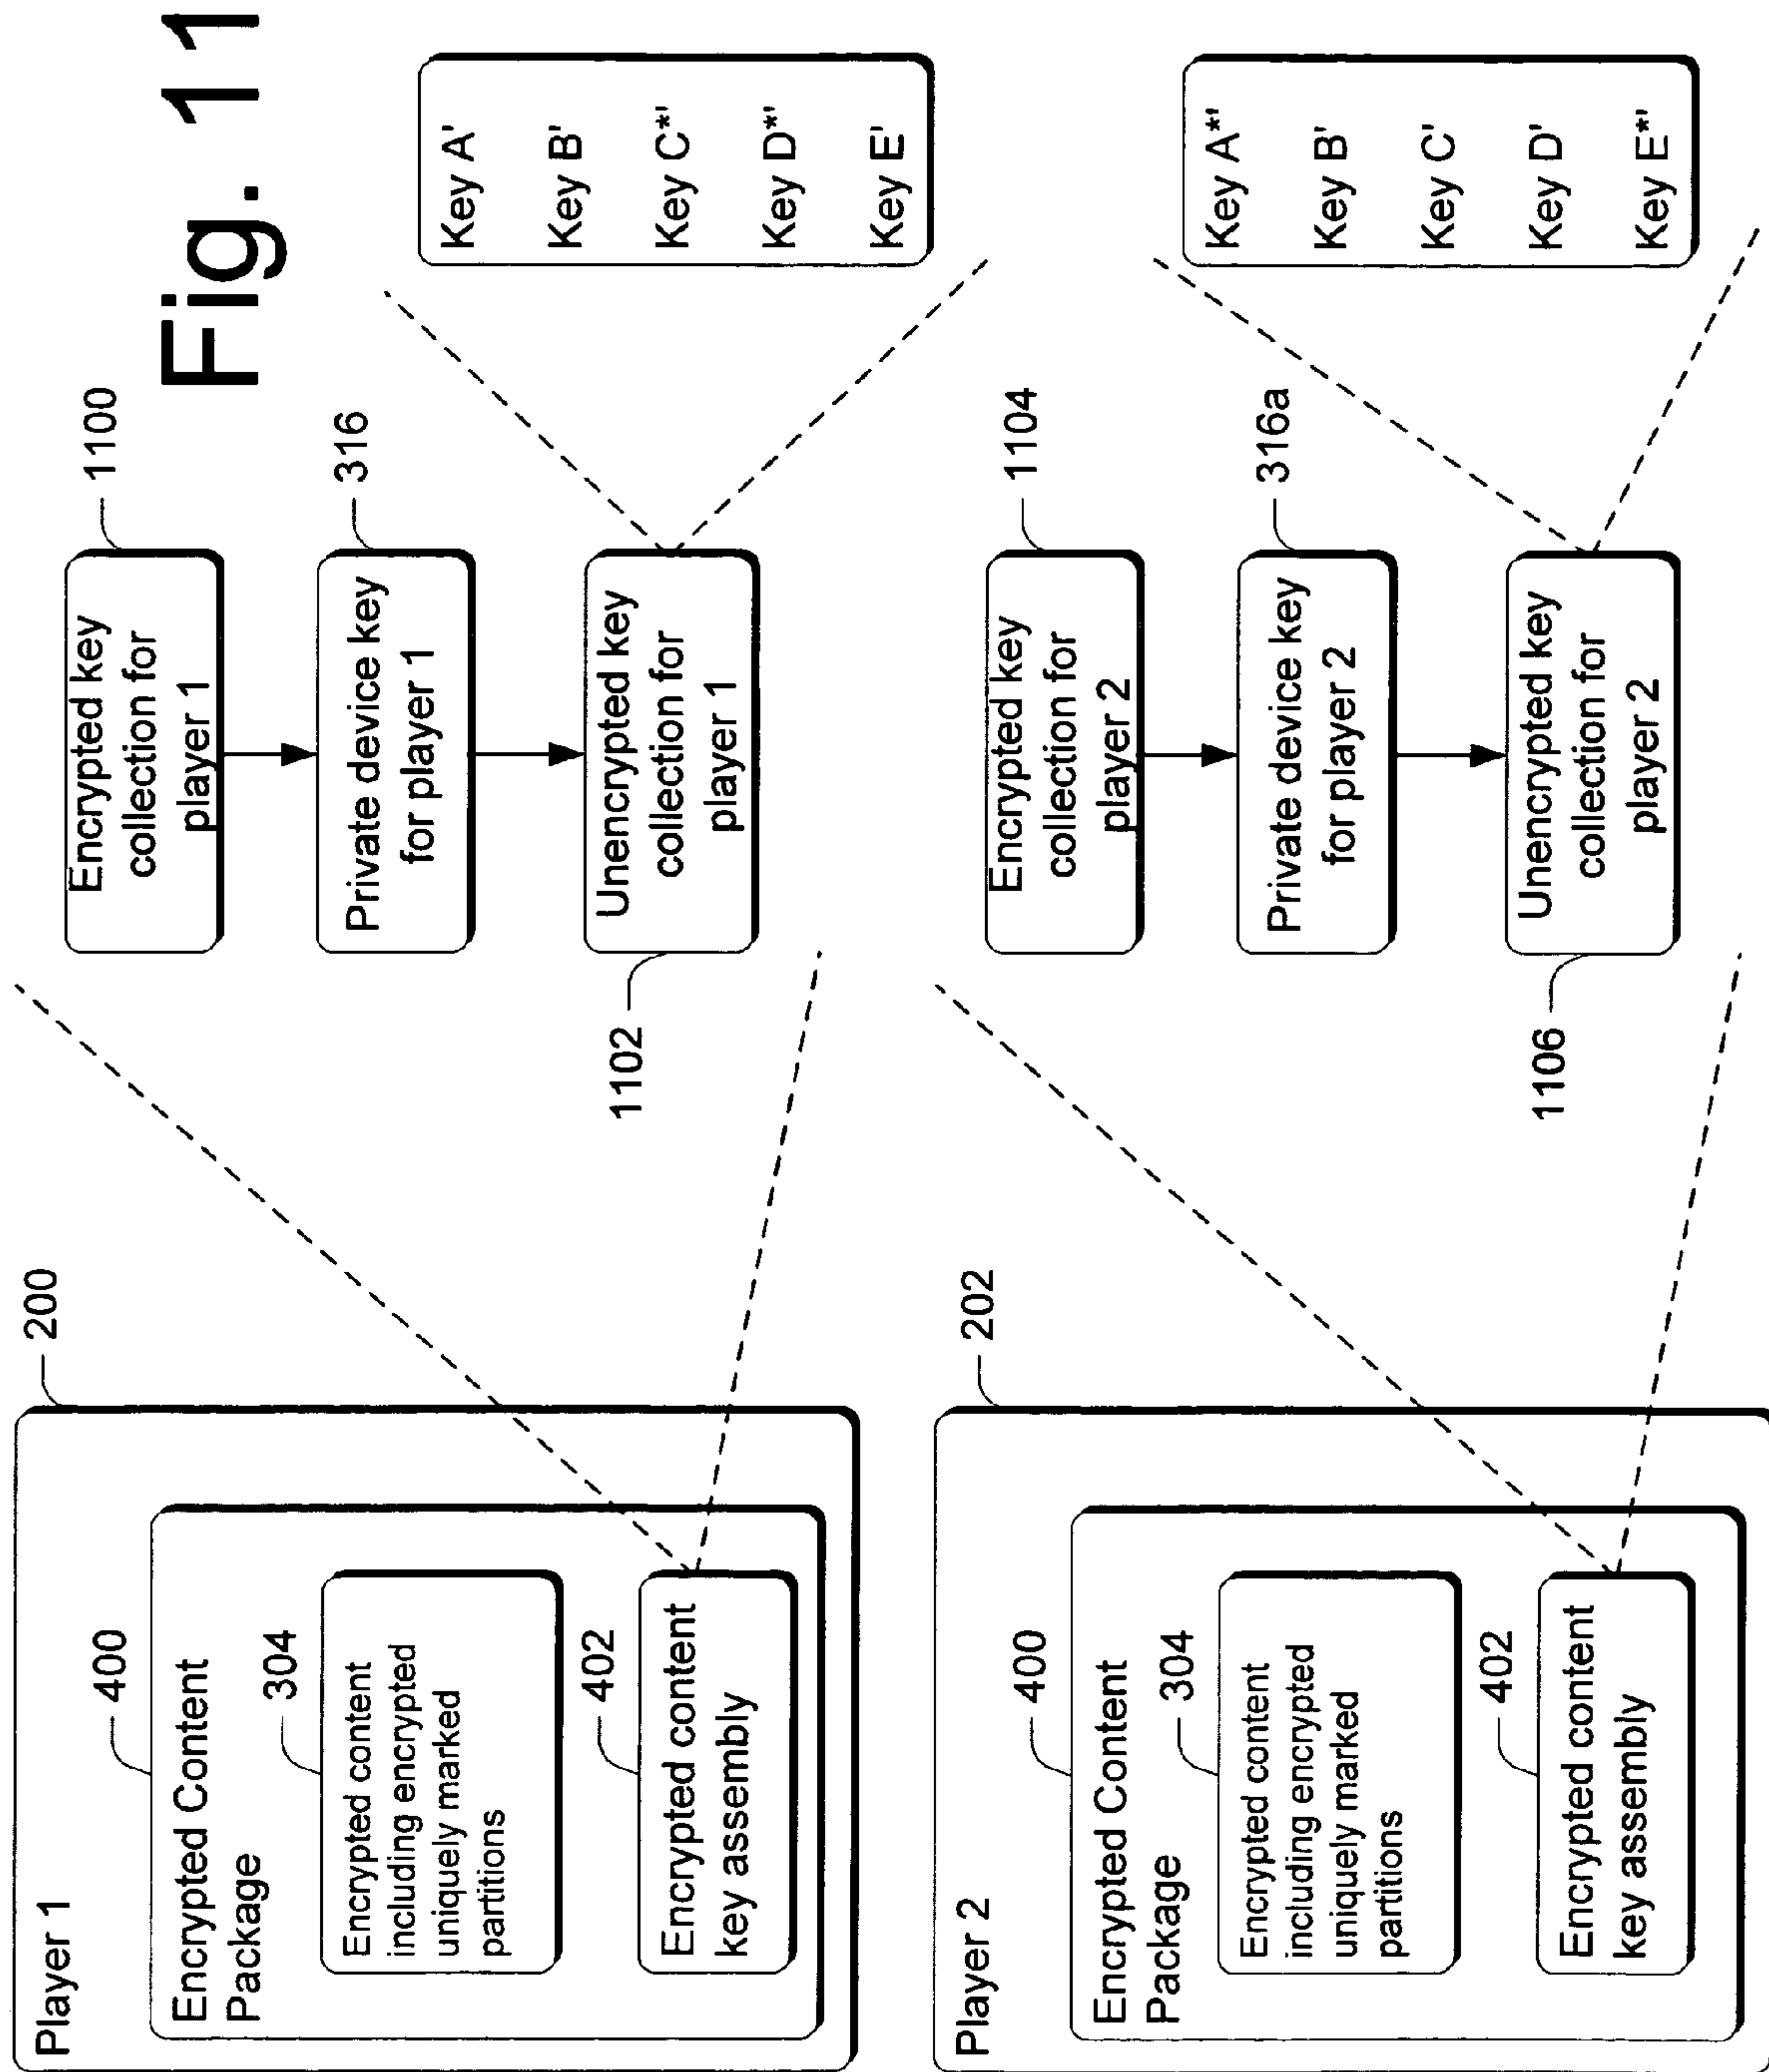 Fig. 11
Player 1
200
Encrypted Content
Package
400
Encrypted content
including encrypted
uniquely marked
partitions
304
Encrypted content
key assembly
402
Encrypted key
collection for
player 1
1100
Private device key
for player 1
316
Unencrypted key
collection for
player 1
1102
Key A'
Key B'
Key C*'
Key D*'
Key E'
Player 2
202
Encrypted Content
Package
400
Encrypted content
including encrypted
uniquely marked
partitions
304
Encrypted content
key assembly
402
Encrypted key
collection for
player 2
1104
Private device key
for player 2
316a
Unencrypted key
collection for
player 2
1106
Key A*'
Key B'
Key C'
Key D'
Key E*'